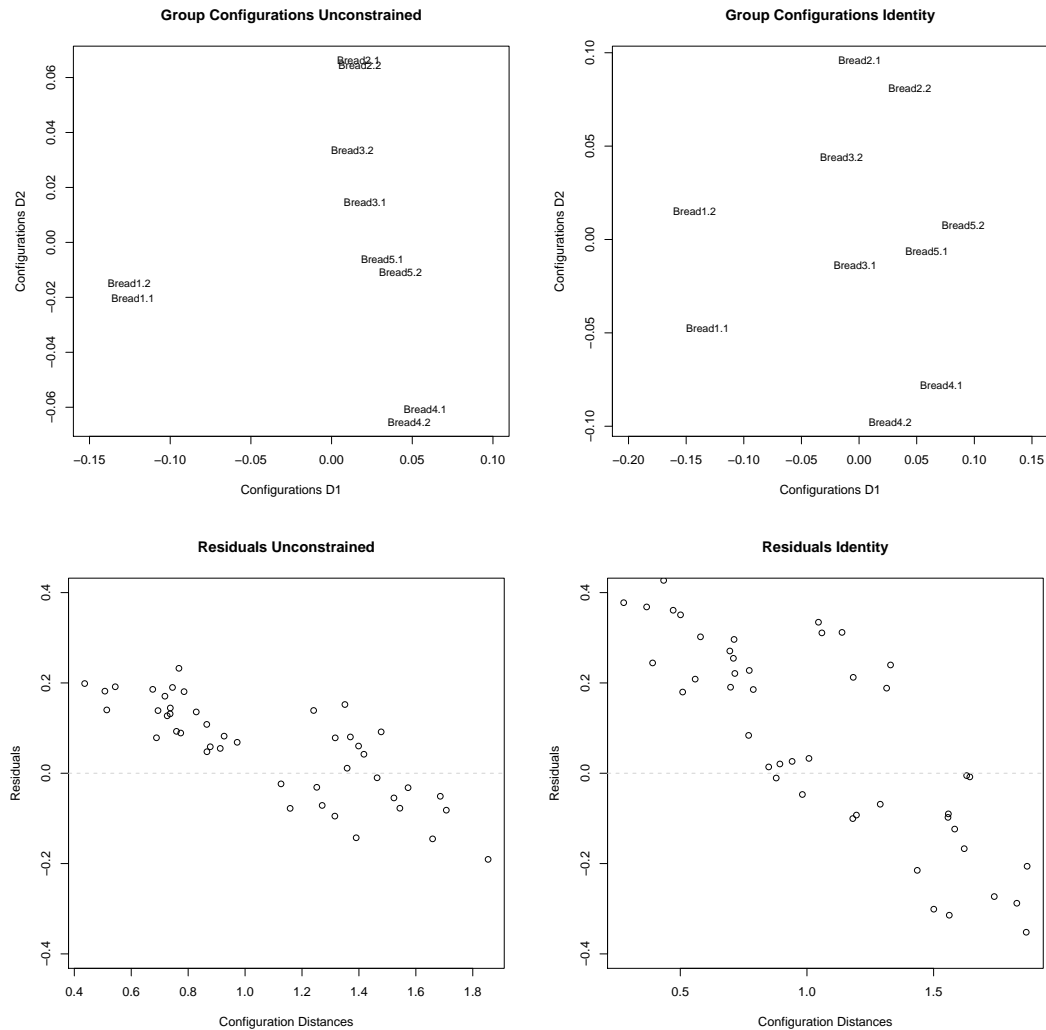 Group Configurations Unconstrained
Configurations D2
0.06
0.04
0.02
0.00
−0.02
−0.04
−0.06
Bread2.1
Bread2.2
Bread3.2
Bread3.1
Bread5.1
Bread5.2
Bread1.2
Bread1.1
Bread4.1
Bread4.2
−0.15 −0.10 −0.05 0.00 0.05 0.10
Configurations D1
Group Configurations Identity
Configurations D2
0.10
0.05
0.00
−0.05
−0.10
Bread2.1
Bread2.2
Bread3.2
Bread1.2
Bread5.2
Bread5.1
Bread3.1
Bread1.1
Bread4.1
Bread4.2
−0.20 −0.15 −0.10 −0.05 0.00 0.05 0.10 0.15
Configurations D1
Residuals Unconstrained
Residuals
0.4
0.2
0.0
−0.2
−0.4
0.4 0.6 0.8 1.0 1.2 1.4 1.6 1.8
Configuration Distances
Residuals Identity
Residuals
0.4
0.2
0.0
−0.2
−0.4
0.5 1.0 1.5
Configuration Distances